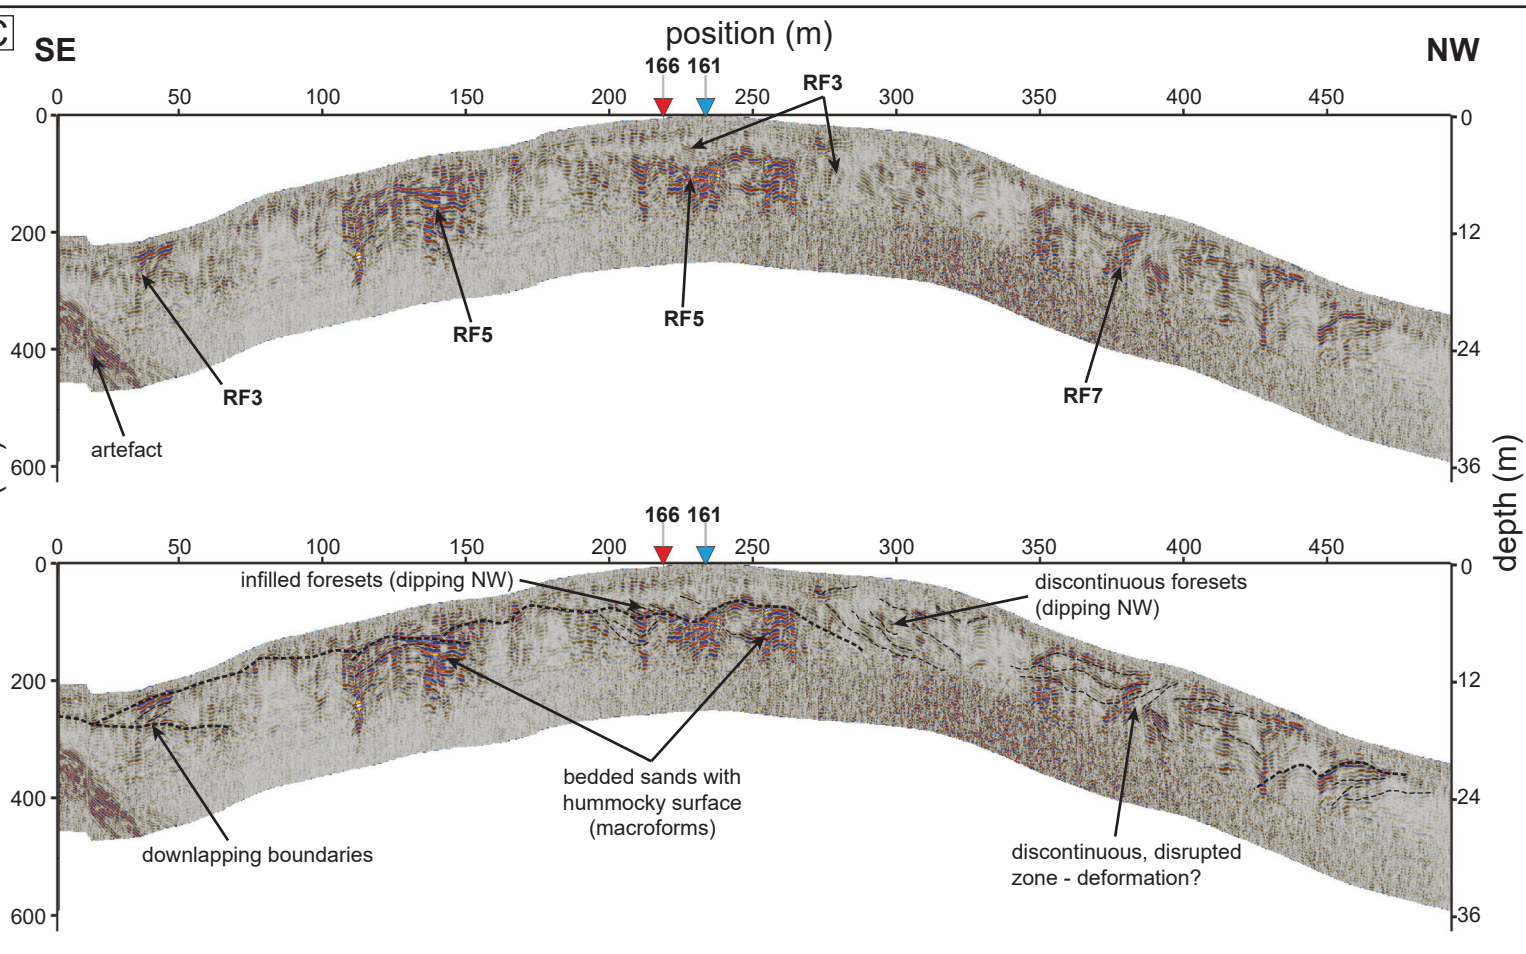 C SE position (m) NW
166 161
RF3
0 50 100 150 200 250 300 350 400 450
0 0
200 12
RF5 RF5
400 24
RF3 RF7
artefact
600 36
depth (m)
166 161
0 50 100 150 200 250 300 350 400 450
0 0
infilled foresets (dipping NW)
discontinuous foresets
(dipping NW)
200 12
bedded sands with
hummocky surface
(macroforms)
400 24
downlapping boundaries
discontinuous, disrupted
zone - deformation?
600 36